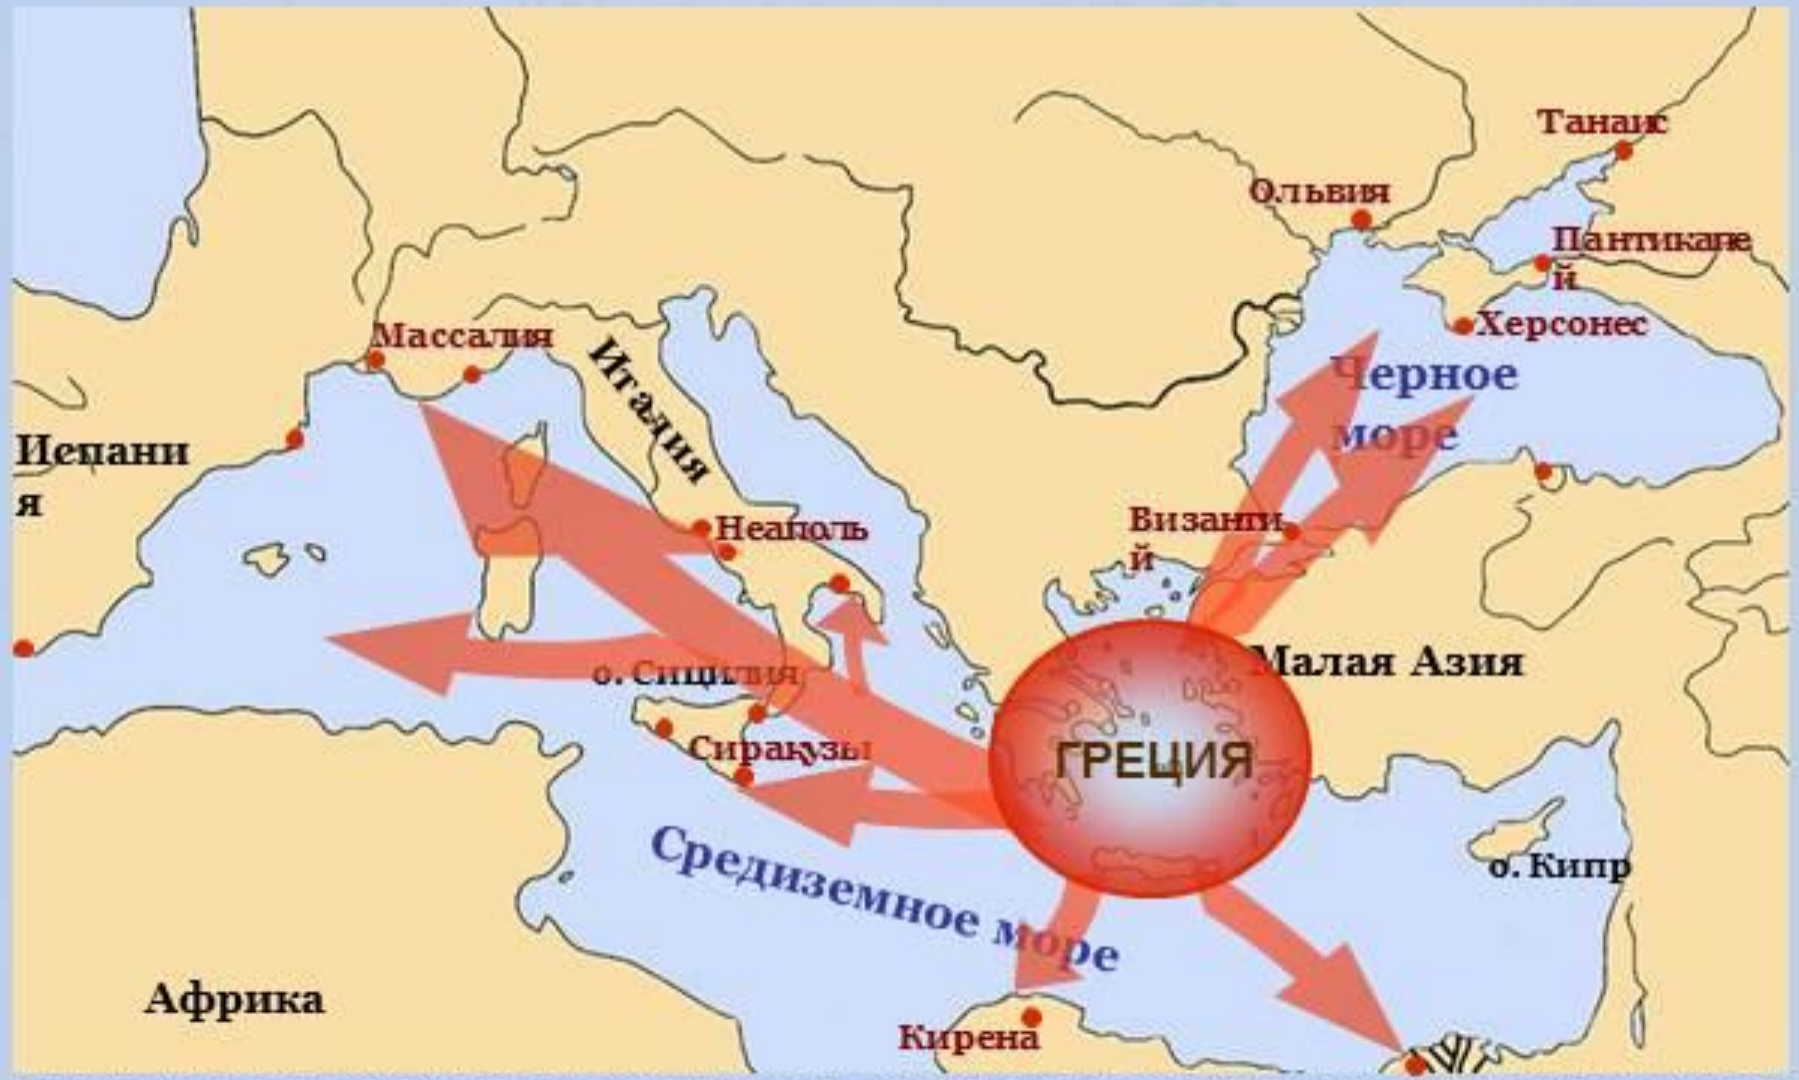 Танаис
Ольвия
Пантикапе
й
Херсонес
Массалия
Италия
Черное
море
Испани
я
Неаполь
Византи
й
о. Сицилия
Малая Азия
Сиракузы
ГРЕЦИЯ
Средиземное море
о. Кипр
Африка
Кирена